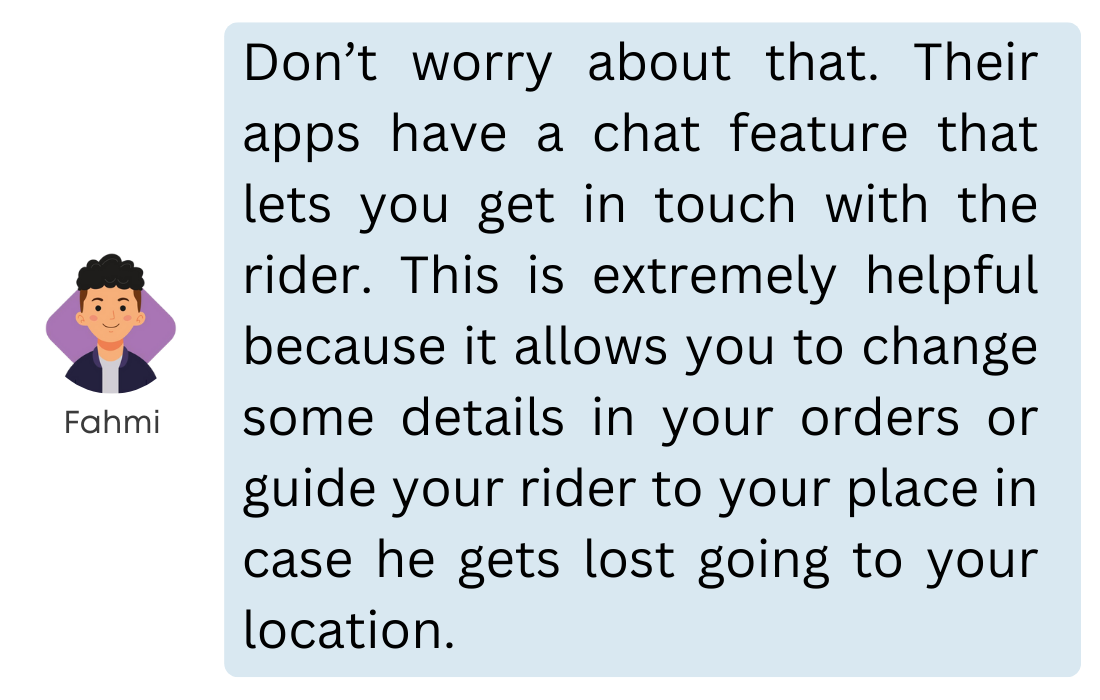 Don’t worry about that. Their
apps have a chat feature that
lets you get in touch with the
rider. This is extremely helpful
because it allows you to change
some details in your orders or
guide your rider to your place in
case he gets lost going to your
location.
Fahmi